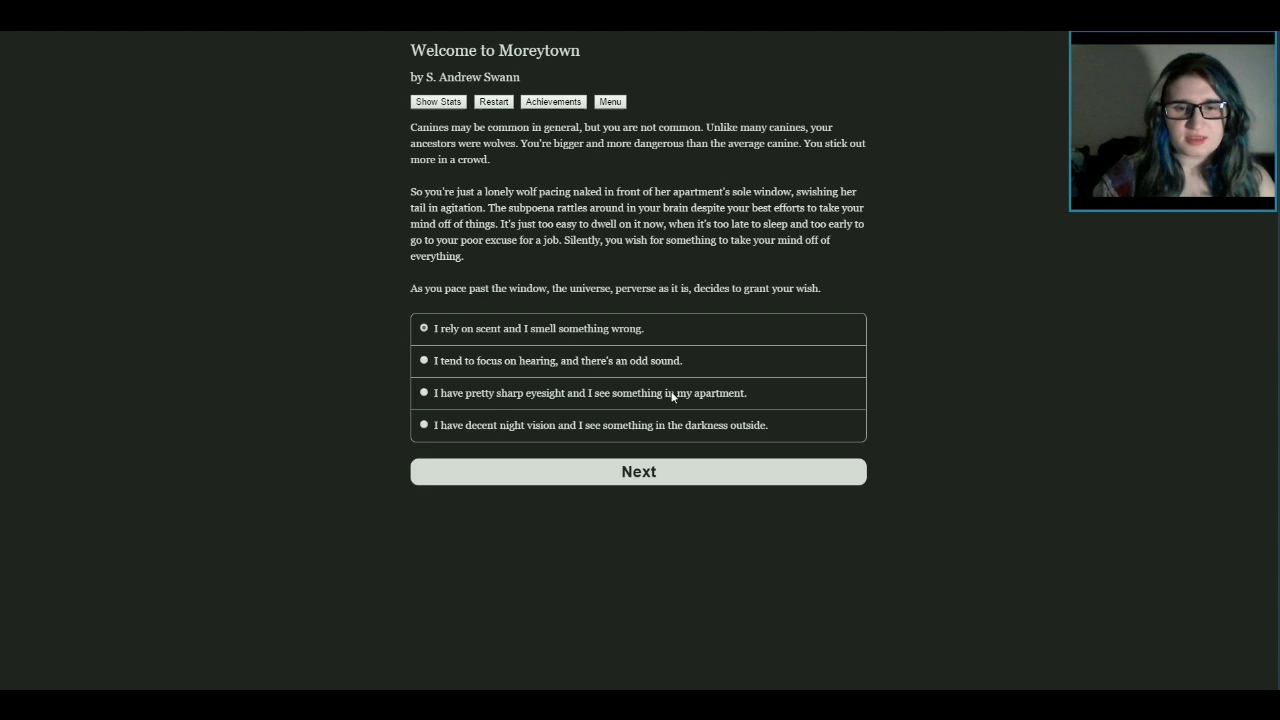 Welcome to Moreytown
by S. Andrew Swann
Show Stats Restart Achievements Menu
Canines may be common in general, but you are not common. Unlike many canines, your
ancestors were wolves. You're bigger and more dangerous than the average canine. You stick out
more in a crowd.
So you're just a lonely wolf pacing naked in front of her apartment's sole window, swishing her
tail in agitation. The subpoena rattles around in your brain despite your best efforts to take your
mind off of things. It's just too easy to dwell on it now, when it's too late to sleep and too early to
go to your poor excuse for a job. Silently, you wish for something to take your mind off of
everything.
As you pace past the window, the universe, perverse as it is, decides to grant your wish.
I rely on scent and I smell something wrong.
I tend to focus on hearing, and there's an odd sound.
I have pretty sharp eyesight and I see something in my apartment.
I have decent night vision and I see something in the darkness outside.
Next